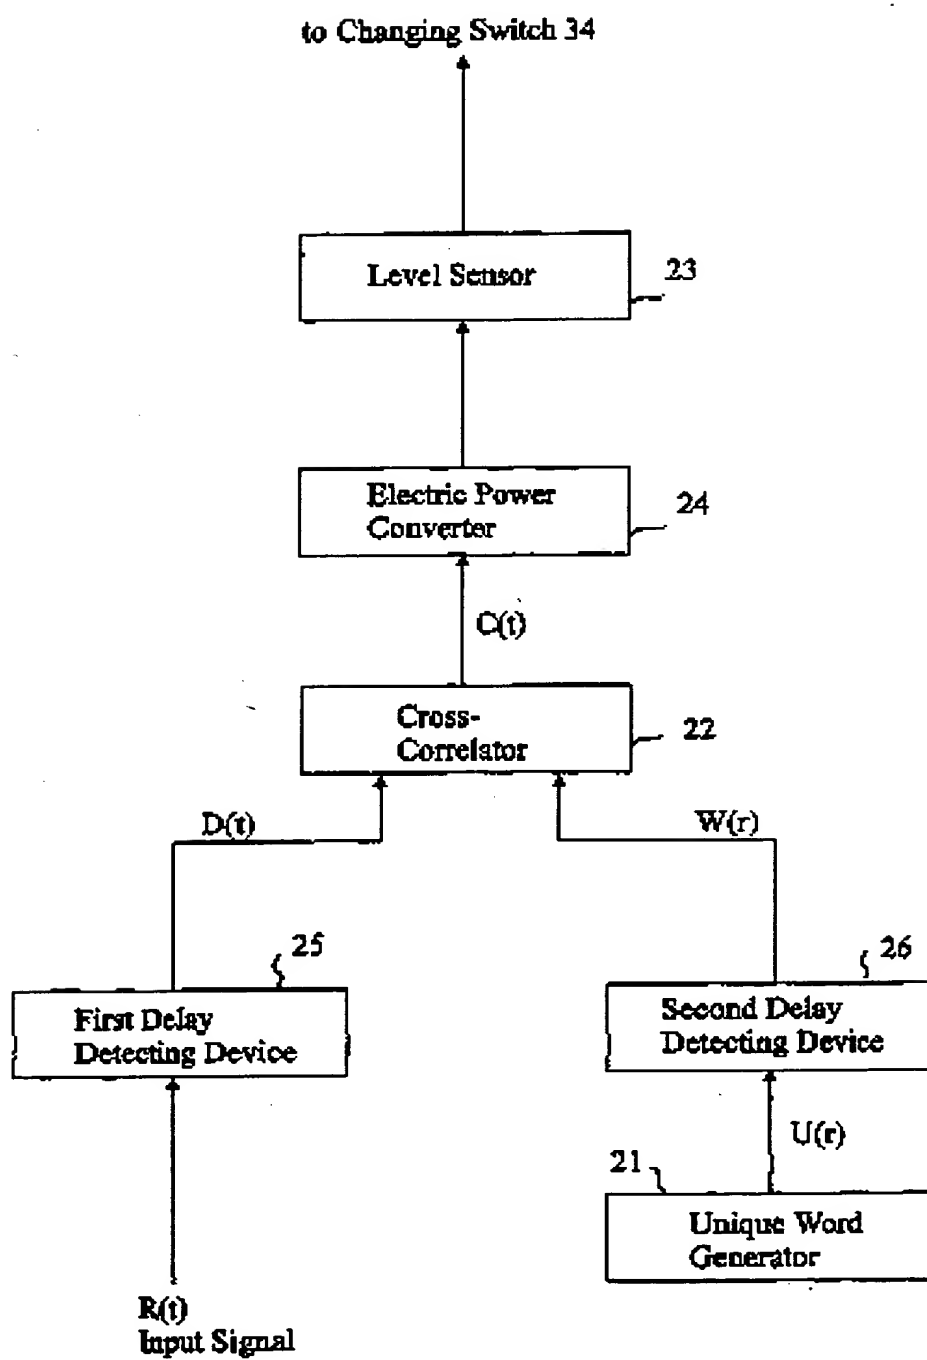 to Changing Switch 34
Level Sensor
23
Electric Power
Converter
24
C(t)
Cross-
Correlator
22
D(t)
W(r)
25
First Delay
Detecting Device
26
Second Delay
Detecting Device
U(r)
21
Unique Word
Generator
R(t)
Input Signal